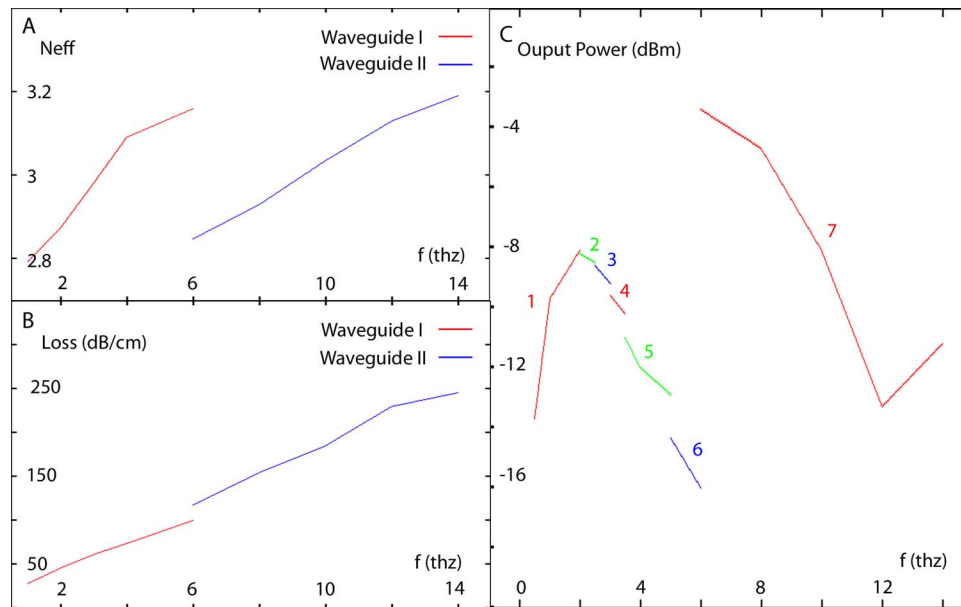 A
Neff
Waveguide I
Waveguide II
3.2
3
2.8
f (thz)
2 6 10 14
B
Loss (dB/cm)
Waveguide I
Waveguide II
250
150
50
f (thz)
2 6 10 14
C
Ouput Power (dBm)
-4
-8
-12
-16
1
2
3
4
5
6
7
f (thz)
0 4 8 12